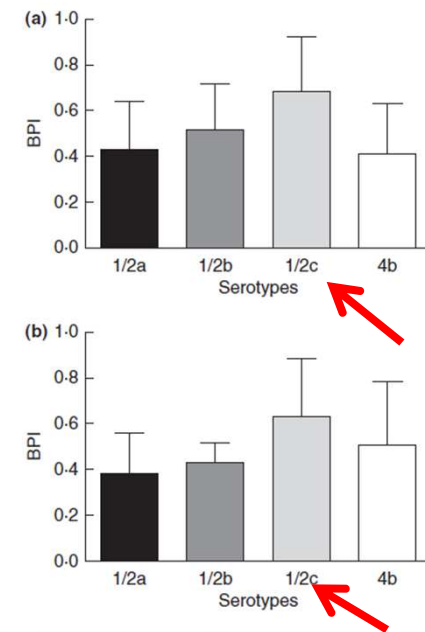 (a) 1·0
0·8
0·6
0·4
0·2
0·0
BPI
1/2a 1/2b 1/2c 4b
Serotypes
(b) 1·0
0·8
0·6
0·4
0·2
0·0
BPI
1/2a 1/2b 1/2c 4b
Serotypes